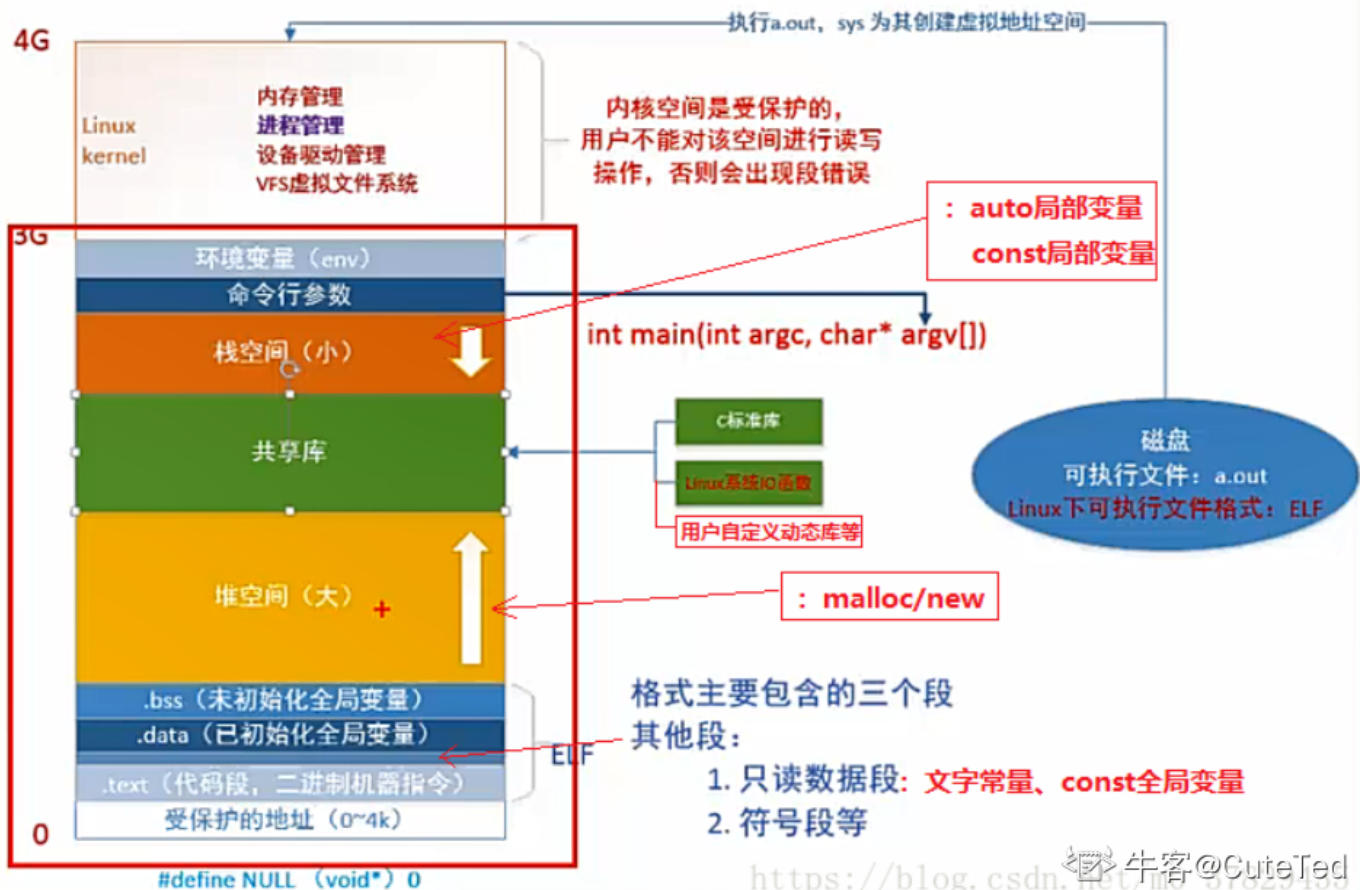 执行a.out，sys 为其创建虚拟地址空间
4G
Linux
kernel
内存管理
进程管理
设备驱动管理
VFS虚拟文件系统
内核空间是受保护的，
用户不能对该空间进行读写
操作，否则会出现段错误
：auto局部变量
const局部变量
3G
环境变量（env）
命令行参数
int main(int argc, char* argv[])
栈空间（小）
共享库
C标准库
Linux系统IO函数
用户自定义动态库等
磁盘
可执行文件：a.out
Linux下可执行文件格式：ELF
堆空间（大）
：malloc/new
.bss（未初始化全局变量）
.data（已初始化全局变量）
.text（代码段，二进制机器指令）
ELF
格式主要包含的三个段
其他段：
1. 只读数据段：文字常量、const全局变量
2. 符号段等
受保护的地址（0~4k）
0
#define NULL （void*）0
https://blog.csdn.net/
牛客@CuteTed